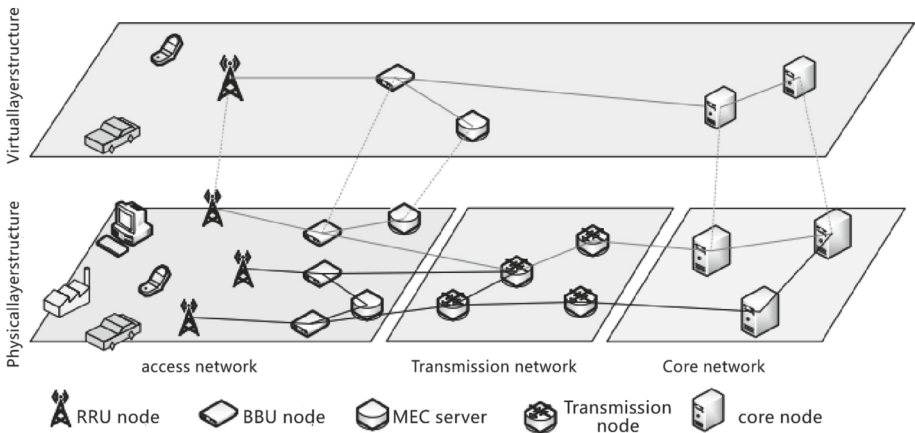 Virtuallayerstructure
Physicallayerstructure
access network
Transmission network
Core network
RRU node
BBU node
MEC server
Transmission
node
core node